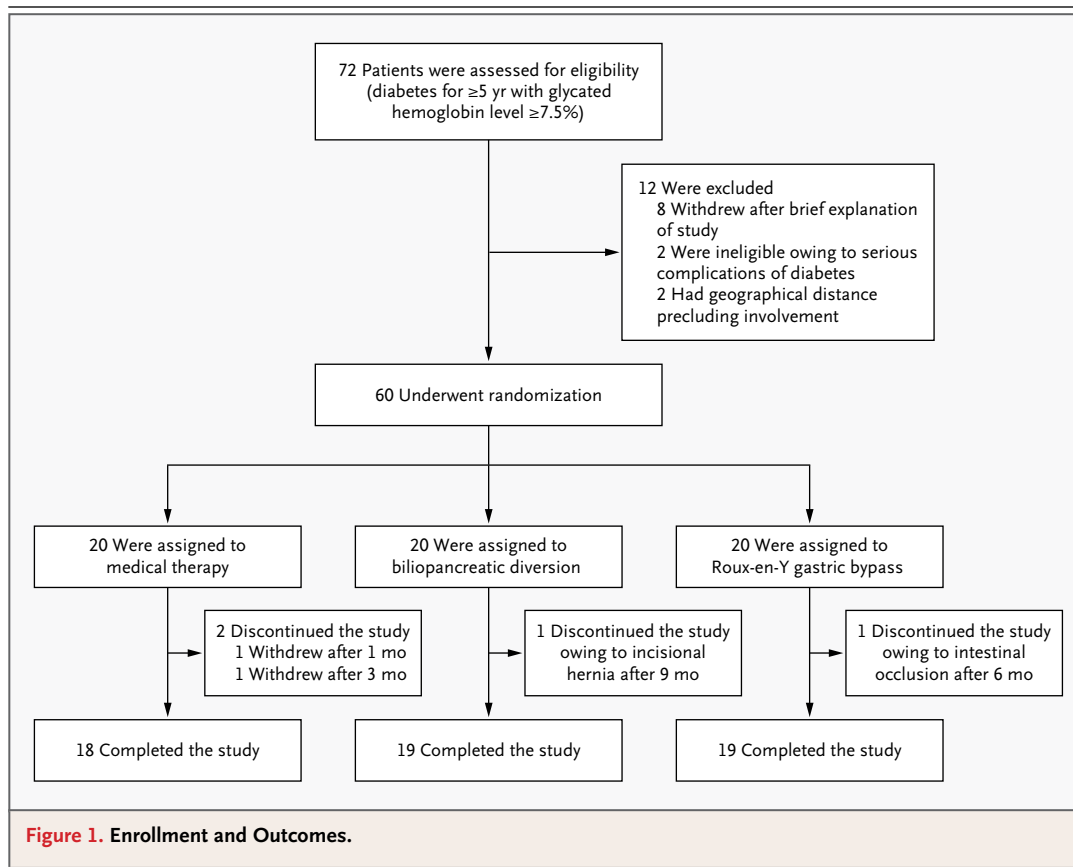 72 Patients were assessed for eligibility
(diabetes for ≥5 yr with glycated
hemoglobin level ≥7.5%)
12 Were excluded
8 Withdrew after brief explanation
of study
2 Were ineligible owing to serious
complications of diabetes
2 Had geographical distance
precluding involvement
60 Underwent randomization
20 Were assigned to
medical therapy
20 Were assigned to
biliopancreatic diversion
20 Were assigned to
Roux-en-Y gastric bypass
2 Discontinued the study
1 Withdrew after 1 mo
1 Withdrew after 3 mo
1 Discontinued the study
owing to incisional
hernia after 9 mo
1 Discontinued the study
owing to intestinal
occlusion after 6 mo
18 Completed the study
19 Completed the study
19 Completed the study
Figure 1. Enrollment and Outcomes.